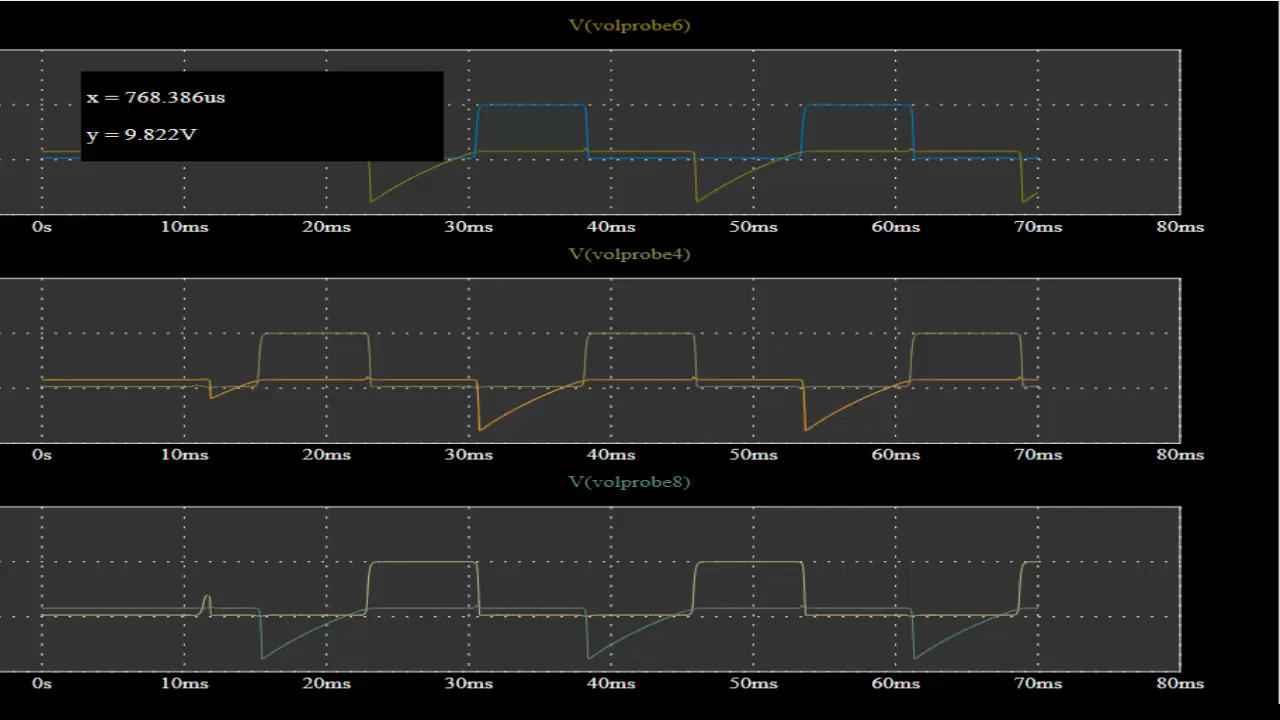 V(volprobe6)
x = 768.386us
y = 9.822V
0s 10ms 20ms 30ms 40ms 50ms 60ms 70ms 80ms
V(volprobe4)
0s 10ms 20ms 30ms 40ms 50ms 60ms 70ms 80ms
V(volprobe8)
0s 10ms 20ms 30ms 40ms 50ms 60ms 70ms 80ms